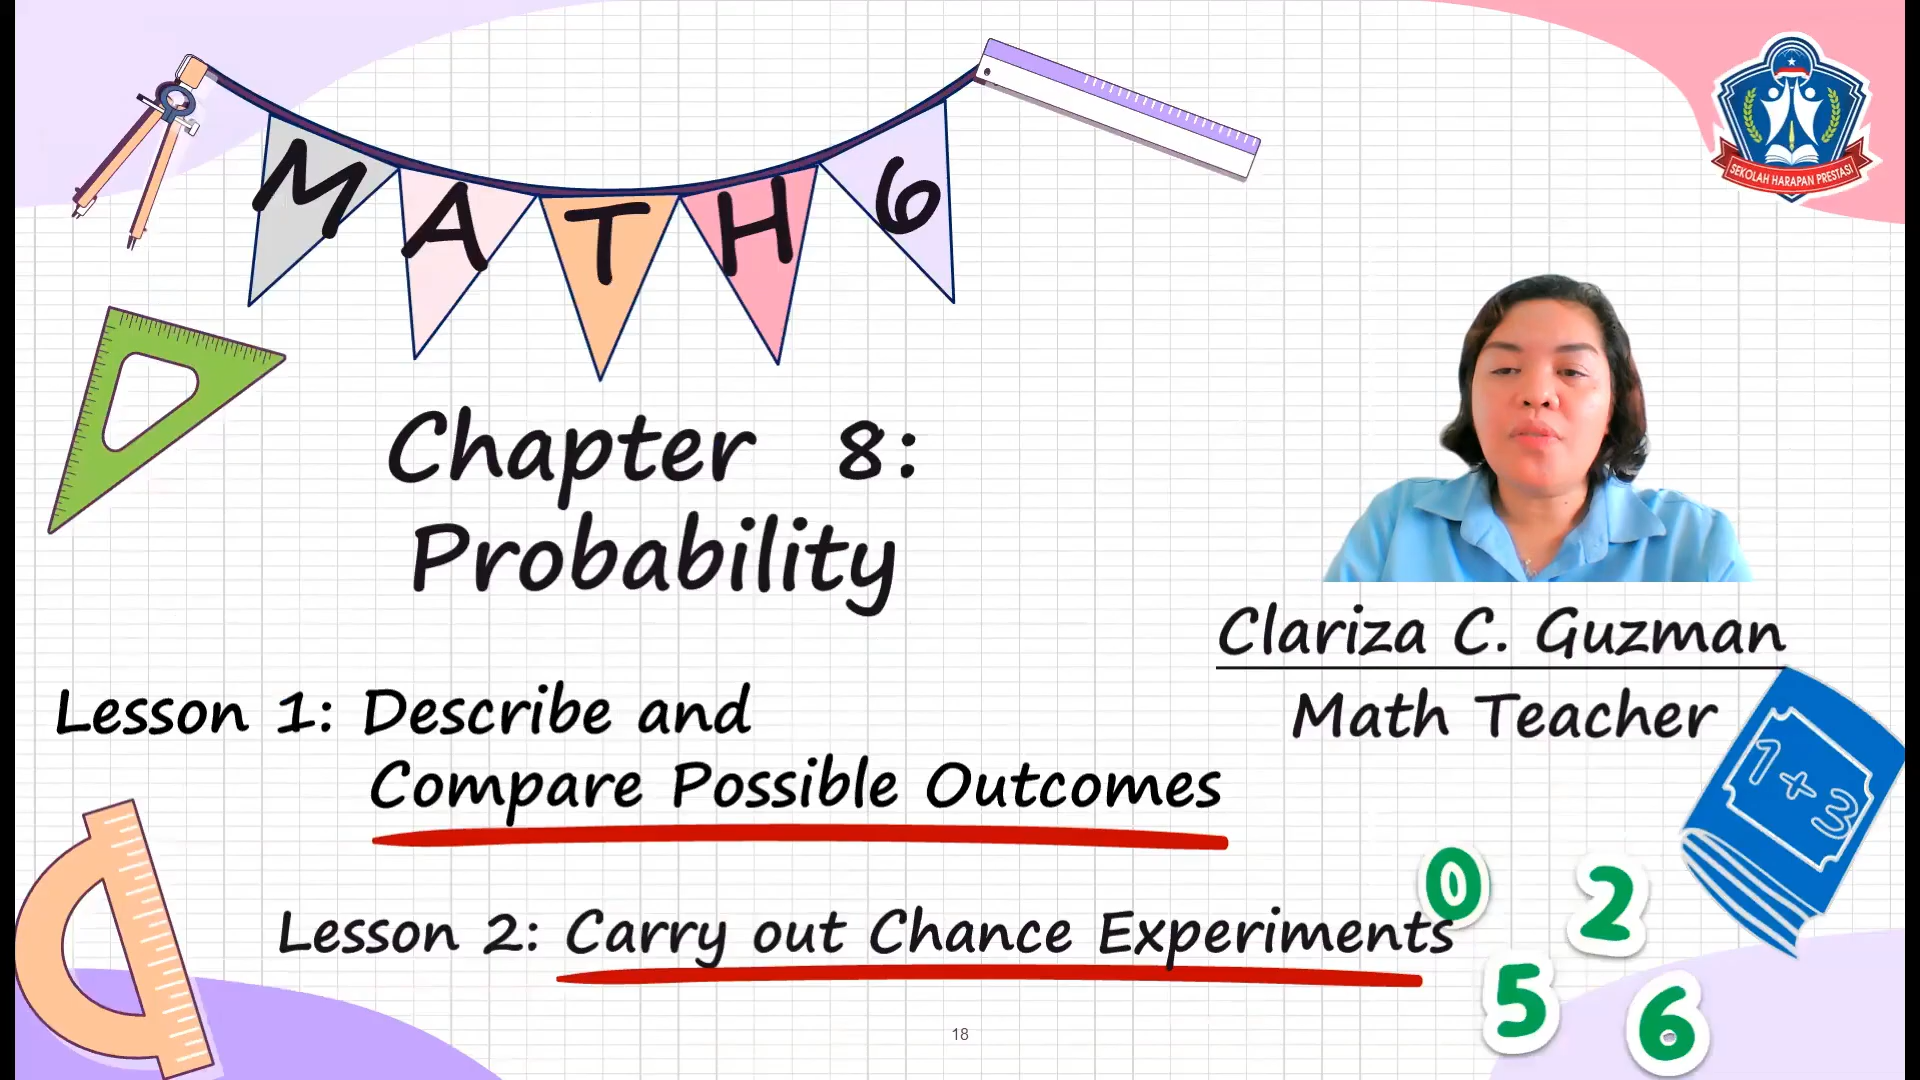 MATH 6
SEKOLAH HARAPAN PRESTASI
Chapter 8:
Probability
Clariza C. Guzman
Math Teacher
Lesson 1: Describe and
Compare Possible Outcomes
Lesson 2: Carry out Chance Experiments
1+3
0
2
5
6
18